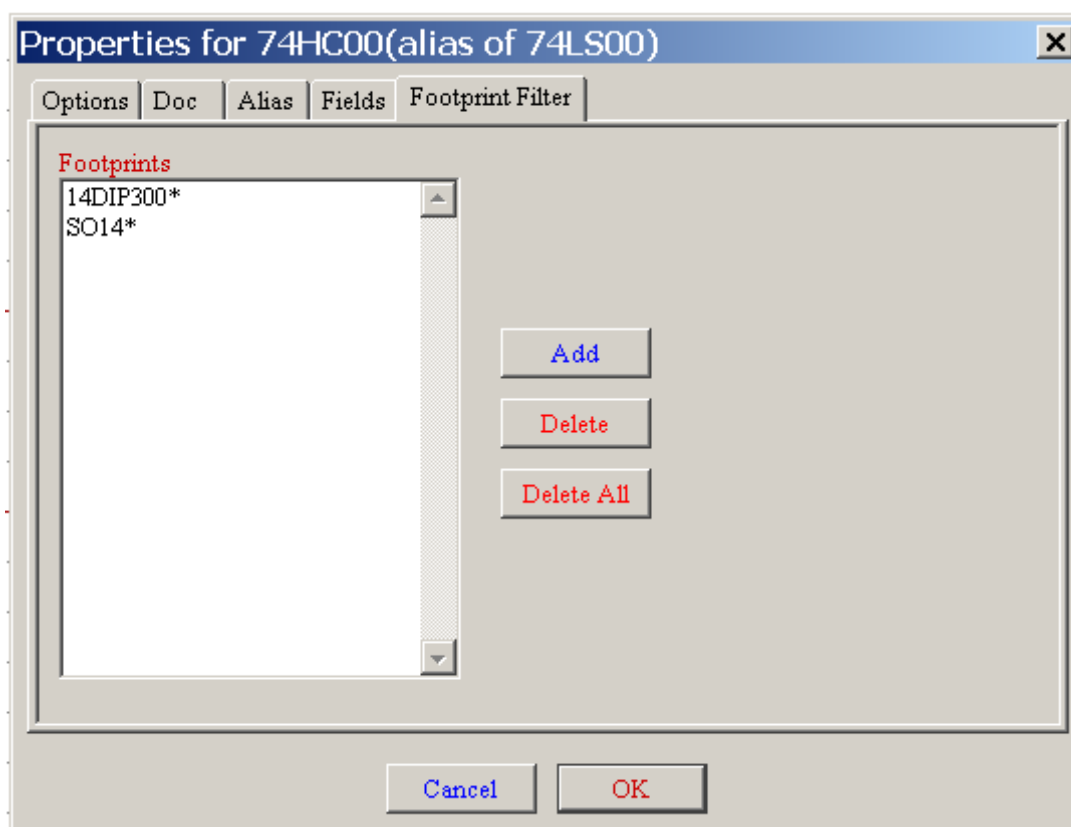 Properties for 74HC00(alias of 74LS00)
Options Doc Alias Fields Footprint Filter
Footprints
14DIP300*
SO14*
Add
Delete
Delete All
Cancel OK